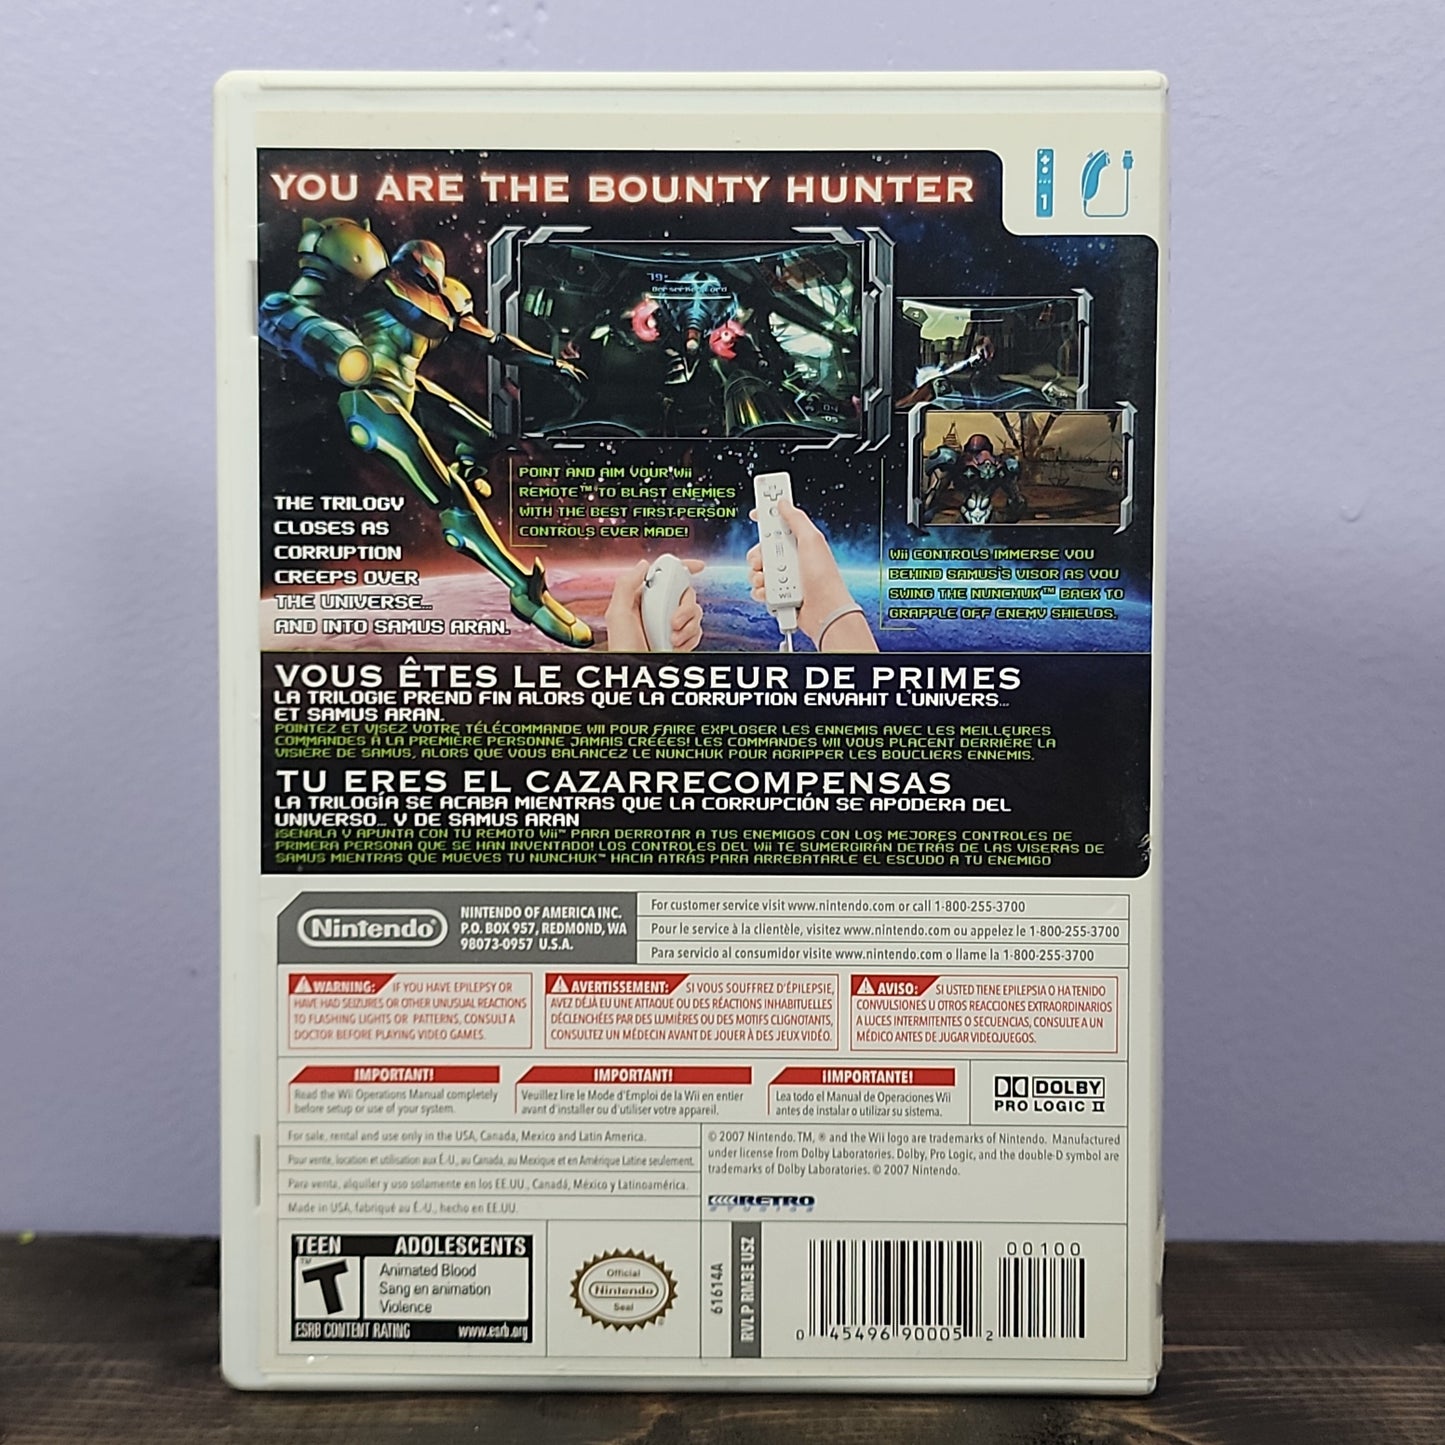 YOU ARE THE BOUNTY HUNTER
1
79
Berserker Lord
04
05
THE TRILOGY
CLOSES AS
CORRUPTION
CREEPS OVER
THE UNIVERSE...
AND INTO SAMUS ARAN.
POINT AND AIM YOUR Wii
REMOTE™ TO BLAST ENEMIES
WITH THE BEST FIRST-PERSON
CONTROLS EVER MADE!
Wii
Wii CONTROLS IMMERSE YOU
BEHIND SAMUS'S VISOR AS YOU
SWING THE NUNCHUK™ BACK TO
GRAPPLE OFF ENEMY SHIELDS.
VOUS ÊTES LE CHASSEUR DE PRIMES
LA TRILOGIE PREND FIN ALORS QUE LA CORRUPTION ENVAHIT L'UNIVERS...
ET SAMUS ARAN.
POINTEZ ET VISEZ VOTRE TÉLÉCOMMANDE WII POUR FAIRE EXPLOSER LES ENNEMIS AVEC LES MEILLEURES
COMMANDES À LA PREMIÈRE PERSONNE JAMAIS CRÉÉES! LES COMMANDES WII VOUS PLACENT DERRIÈRE LA
VISIÈRE DE SAMUS, ALORS QUE VOUS BALANCEZ LE NUNCHUK POUR AGRIPPER LES BOUCLIERS ENNEMIS.
TU ERES EL CAZARRECOMPENSAS
LA TRILOGÍA SE ACABA MIENTRAS QUE LA CORRUPCIÓN SE APODERA DEL
UNIVERSO... Y DE SAMUS ARAN
¡SEÑALA Y APUNTA CON TU REMOTO Wii™ PARA DERROTAR A TUS ENEMIGOS CON LOS MEJORES CONTROLES DE
PRIMERA PERSONA QUE SE HAN INVENTADO! LOS CONTROLES DEL Wii TE SUMERGIRÁN DETRÁS DE LAS VISERAS DE
SAMUS MIENTRAS QUE MUEVES TU NUNCHUK™ HACIA ATRÁS PARA ARREBATARLE EL ESCUDO A TU ENEMIGO
Nintendo®
NINTENDO OF AMERICA INC.
P.O. BOX 957, REDMOND, WA
98073-0957 U.S.A.
For customer service visit www.nintendo.com or call 1-800-255-3700
Pour le service à la clientèle, visitez www.nintendo.com ou appelez le 1-800-255-3700
Para servicio al consumidor visite www.nintendo.com o llame la 1-800-255-3700
WARNING: IF YOU HAVE EPILEPSY OR
HAVE HAD SEIZURES OR OTHER UNUSUAL REACTIONS
TO FLASHING LIGHTS OR PATTERNS, CONSULT A
DOCTOR BEFORE PLAYING VIDEO GAMES.
AVERTISSEMENT: SI VOUS SOUFFREZ D'ÉPILEPSIE,
AVEZ DÉJÀ EU UNE ATTAQUE OU DES RÉACTIONS INHABITUELLES
DÉCLENCHÉES PAR DES LUMIÈRES OU DES MOTIFS CLIGNOTANTS,
CONSULTEZ UN MÉDECIN AVANT DE JOUER À DES JEUX VIDÉO.
AVISO: SI USTED TIENE EPILEPSIA O HA TENIDO
CONVULSIONES U OTROS REACCIONES EXTRAORDINARIOS
A LUCES INTERMITENTES O SECUENCIAS, CONSULTE A UN
MÉDICO ANTES DE JUGAR VIDEOJUEGOS.
IMPORTANT!
Read the Wii Operations Manual completely
before setup or use of your system.
IMPORTANT!
Veuillez lire le Mode d'Emploi de la Wii en entier
avant d'installer ou d'utiliser votre appareil.
¡IMPORTANTE!
Lea todo el Manual de Operaciones Wii
antes de instalar o utilizar su sistema.
DOLBY
PRO LOGIC II
For sale, rental and use only in the USA, Canada, Mexico and Latin America.
Pour vente, location et utilisation aux É.-U., au Canada, au Mexique et en Amérique Latine seulement.
Para venta, alquiler y uso solamente en los EE.UU., Canadá, México y Latinoamérica.
Made in USA, fabriqué au É.-U., hecho en EE.UU.
© 2007 Nintendo. TM, ® and the Wii logo are trademarks of Nintendo. Manufactured
under license from Dolby Laboratories. Dolby, Pro Logic, and the double-D symbol are
trademarks of Dolby Laboratories. © 2007 Nintendo.
RETRO
STUDIOS
TEEN ADOLESCENTS
T™
Animated Blood
Sang en animation
Violence
ESRB CONTENT RATING www.esrb.org
Official
Nintendo
Seal
61614A
RVL P RM3E USZ
00100
0 45496 90005 2